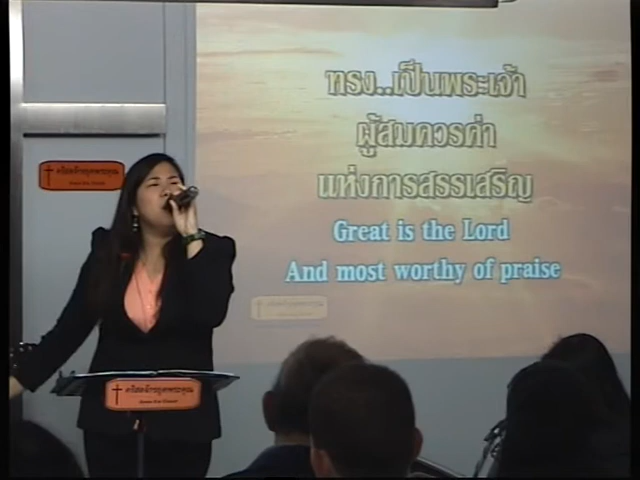 ทรง..เป็นพระเจ้า
ผู้สมควรค่า
แห่งการสรรเสริญ
Great is the Lord
And most worthy of praise